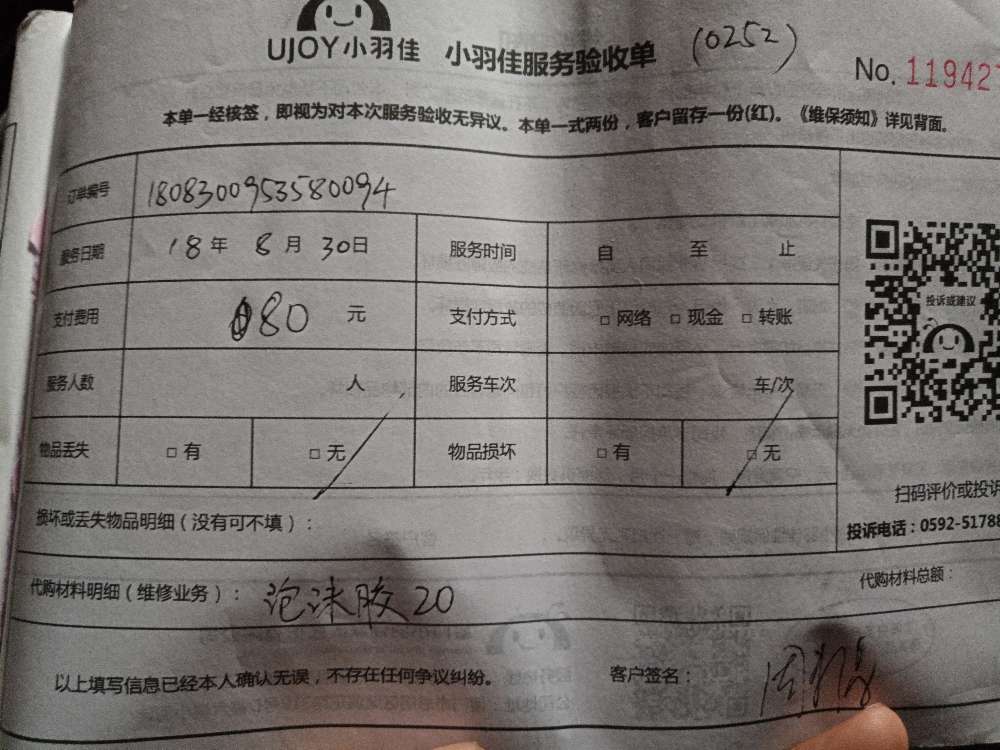 UJOY小羽佳 小羽佳服务验收单 (0252)
No. 119427
本单一经核签，即视为对本次服务验收无异议。本单一式两份，客户留存一份(红)。《维保须知》详见背面。
订单编号 1808300953580094
服务日期 18年 8月 30日 服务时间 自 至 止
支付费用 80 元 支付方式 □ 网络 □ 现金 □ 转账
服务人数 人 服务车次 车/次
物品丢失 □ 有 □ 无 物品损坏 □ 有 □ 无
投诉或建议
扫码评价或投诉
投诉电话：0592-51788
损坏或丢失物品明细（没有可不填）：
代购材料明细（维修业务）： 泡沫胶20 代购材料总额：
以上填写信息已经本人确认无误，不存在任何争议纠纷。 客户签名：